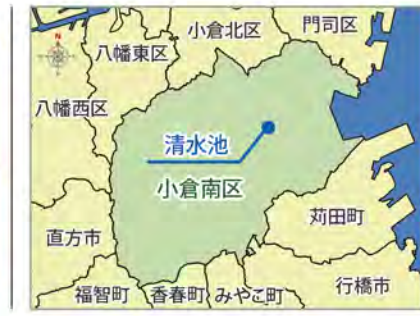 N
小倉北区
門司区
八幡東区
八幡西区
清水池
小倉南区
苅田町
直方市
行橋市
福智町
香春町
みやこ町